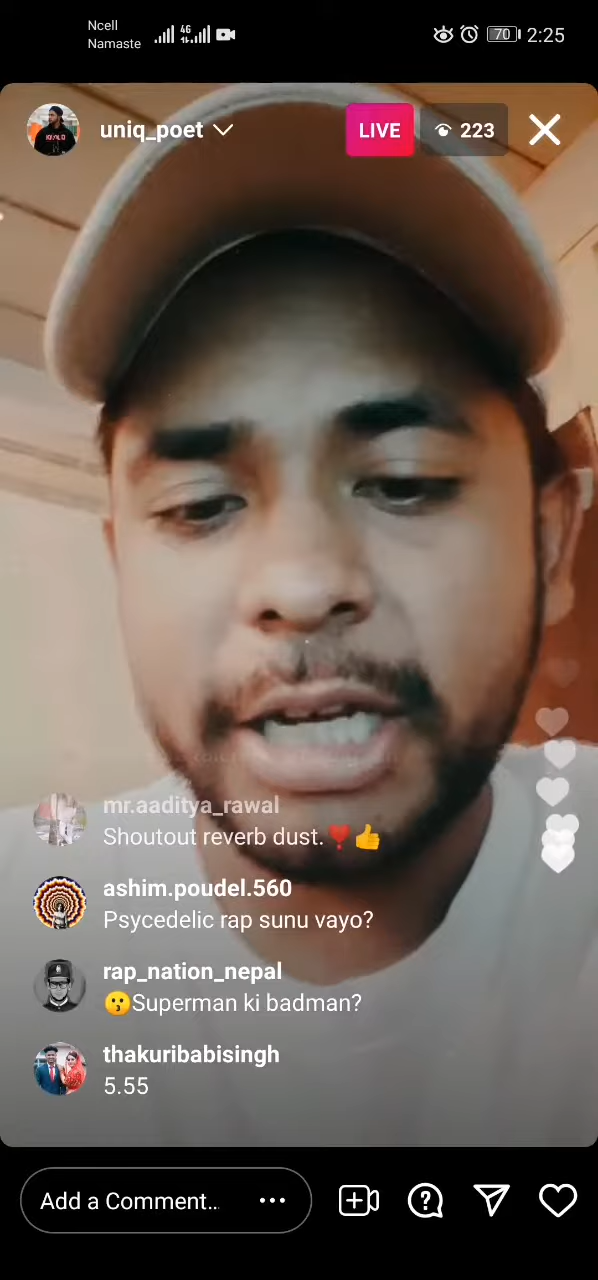 Ncell
Namaste
4G
70
2:25
uniq_poet
LIVE
223
mr.aaditya_rawal
Shoutout reverb dust.❣️👍
ashim.poudel.560
Psycedelic rap sunu vayo?
rap_nation_nepal
😗Superman ki badman?
thakuribabisingh
5.55
Add a Comment...